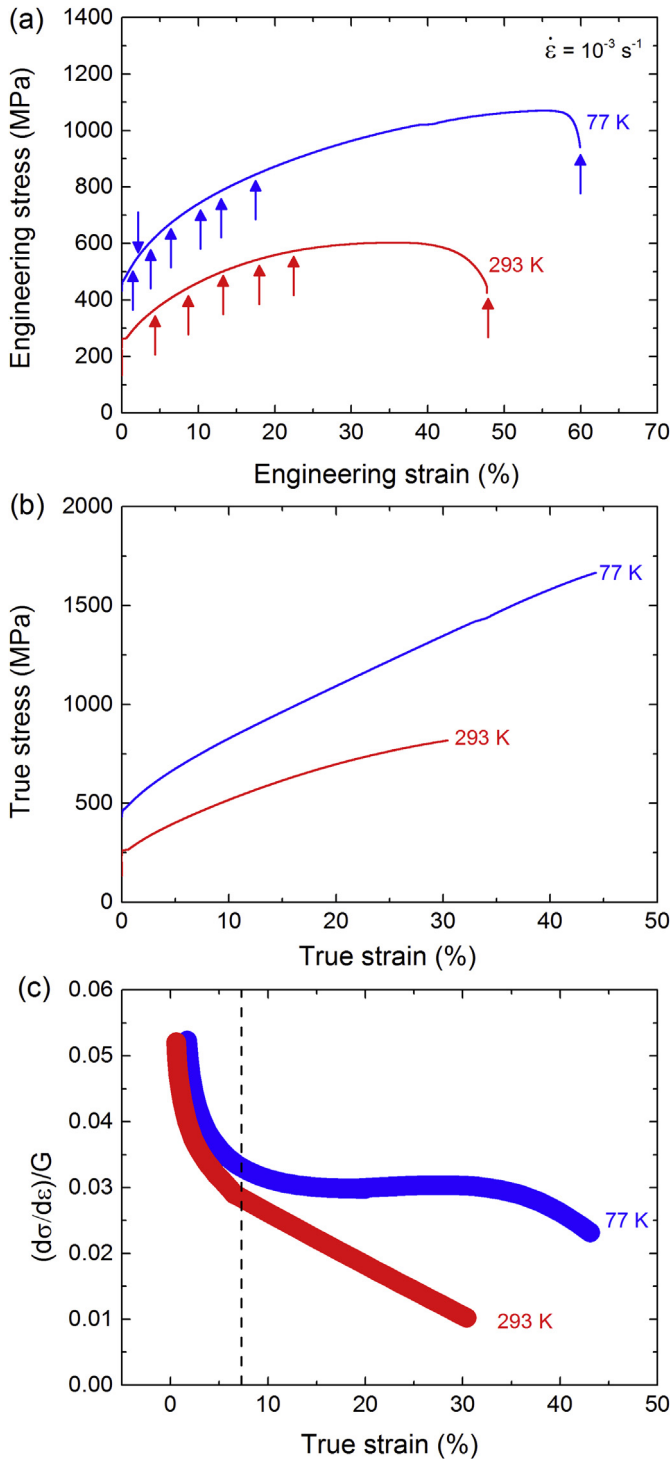 (a)
1400
1200
1000
800
600
400
200
0
Engineering stress (MPa)
ε̇ = 10⁻³ s⁻¹
77 K
293 K
0 10 20 30 40 50 60 70
Engineering strain (%)
(b)
2000
1500
1000
500
0
True stress (MPa)
77 K
293 K
0 10 20 30 40 50
True strain (%)
(c)
0.06
0.05
0.04
0.03
0.02
0.01
0.00
(dσ/dε)/G
77 K
293 K
0 10 20 30 40 50
True strain (%)